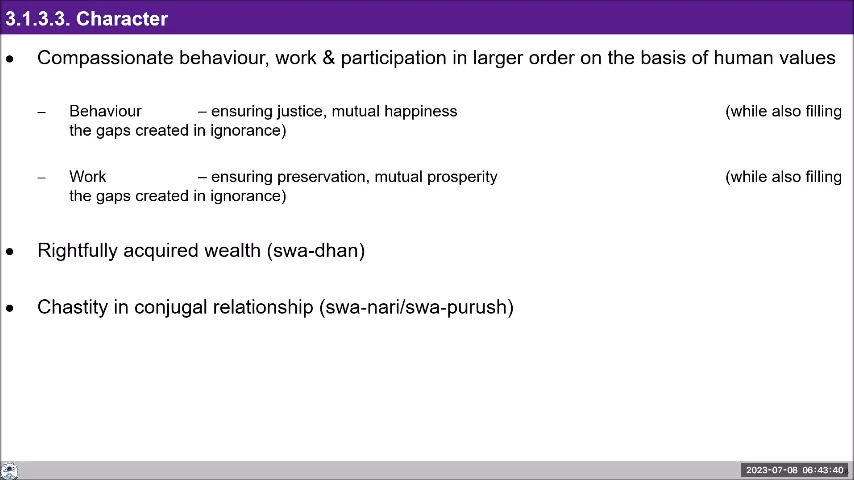 3.1.3.3. Character
• Compassionate behaviour, work & participation in larger order on the basis of human values
– Behaviour – ensuring justice, mutual happiness (while also filling
the gaps created in ignorance)
– Work – ensuring preservation, mutual prosperity (while also filling
the gaps created in ignorance)
• Rightfully acquired wealth (swa-dhan)
• Chastity in conjugal relationship (swa-nari/swa-purush)
2023-07-08 06:43:40